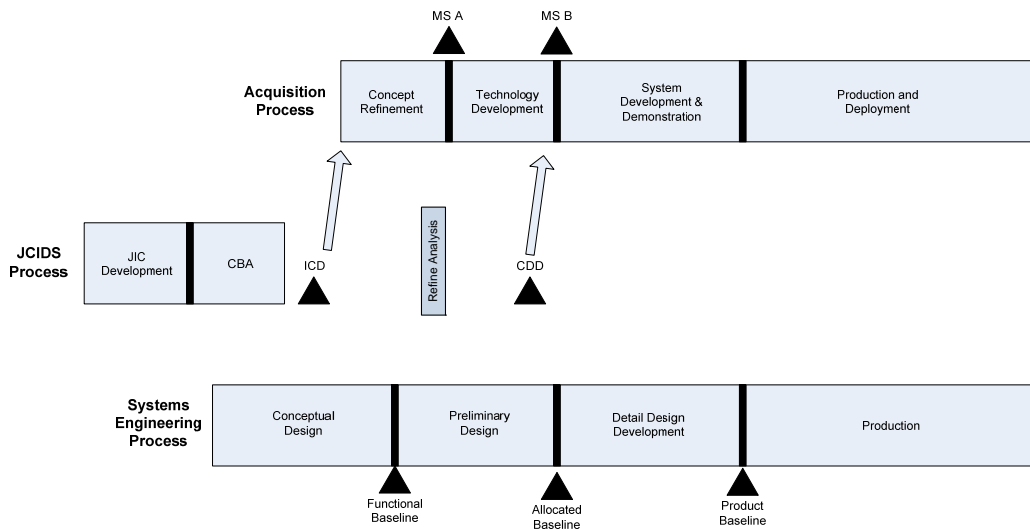 MS A
MS B
Acquisition
Process
Concept
Refinement
Technology
Development
System
Development &
Demonstration
Production and
Deployment
JCIDS
Process
JIC
Development
CBA
ICD
Refine Analysis
CDD
Systems
Engineering
Process
Conceptual
Design
Preliminary
Design
Detail Design
Development
Production
Functional
Baseline
Allocated
Baseline
Product
Baseline